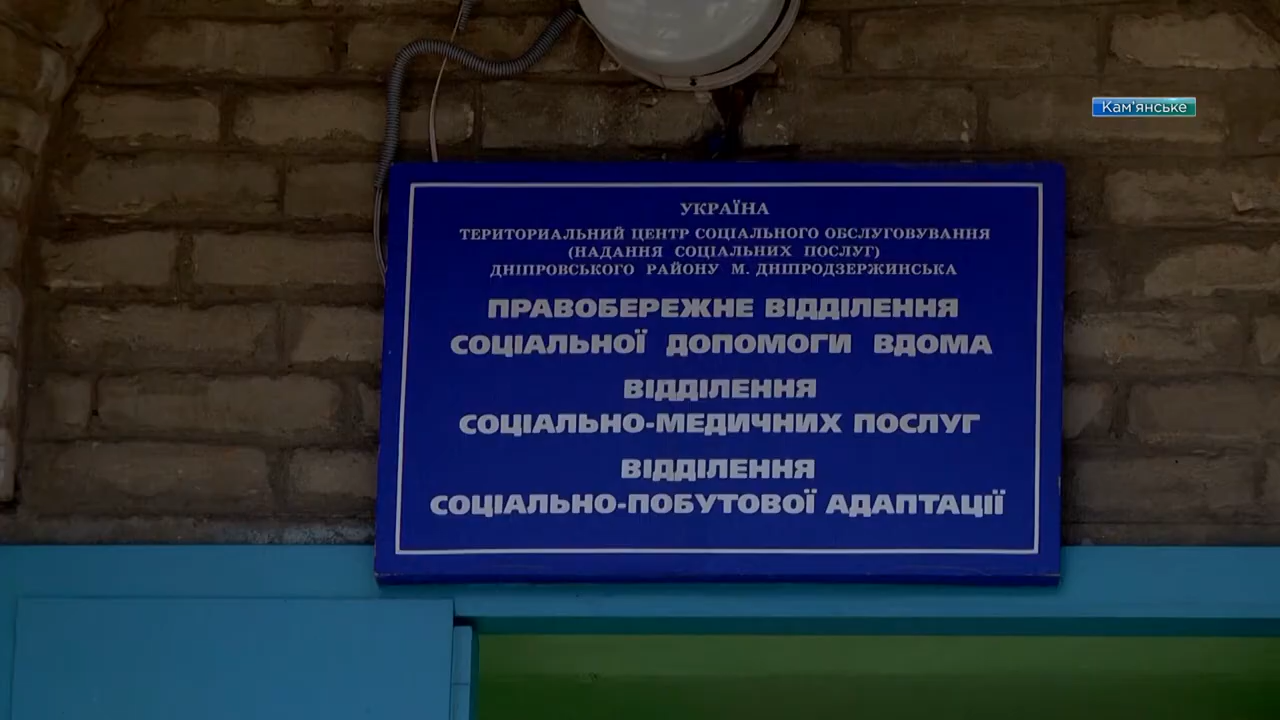 Кам'янське
УКРАЇНА
ТЕРИТОРИАЛЬНИЙ ЦЕНТР СОЦІАЛЬНОГО ОБСЛУГОВУВАННЯ
(НАДАННЯ СОЦІАЛЬНИХ ПОСЛУГ)
ДНІПРОВСЬКОГО РАЙОНУ М. ДНІПРОДЗЕРЖИНСЬКА
ПРАВОБЕРЕЖНЕ ВІДДІЛЕННЯ
СОЦІАЛЬНОЇ ДОПОМОГИ ВДОМА
ВІДДІЛЕННЯ
СОЦІАЛЬНО-МЕДИЧНИХ ПОСЛУГ
ВІДДІЛЕННЯ
СОЦІАЛЬНО-ПОБУТОВОЇ АДАПТАЦІЇ